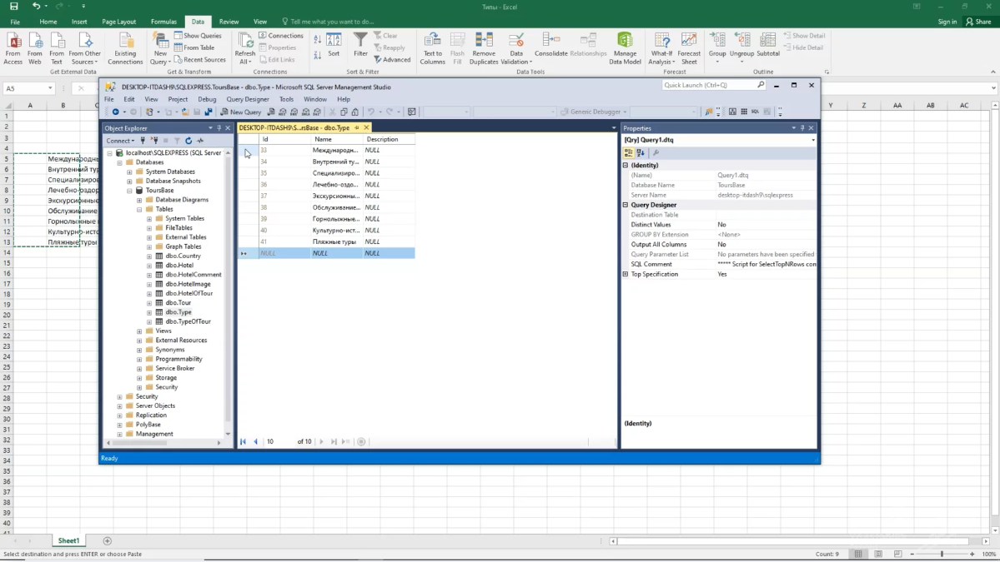 Типы - Excel
Sign in
Share
File
Home
Insert
Page Layout
Formulas
Data
Review
View
Tell me what you want to do...
From Access
From Web
From Text
From Other Sources
Existing Connections
Get External Data
New Query
Show Queries
From Table
Recent Sources
Get & Transform
Refresh All
Connections
Properties
Edit Links
Connections
Sort
Filter
Clear
Reapply
Advanced
Sort & Filter
Text to Columns
Flash Fill
Remove Duplicates
Data Validation
Consolidate
Relationships
Manage Data Model
Data Tools
What-If Analysis
Forecast Sheet
Forecast
Group
Ungroup
Subtotal
Show Detail
Hide Detail
Outline
A5
A B C
Y Z AA AB AC
DESKTOP-ITDASH9\SQLEXPRESS.ToursBase - dbo.Type - Microsoft SQL Server Management Studio
Quick Launch (Ctrl+Q)
File Edit View Project Debug Query Designer Tools Window Help
New Query
Generic Debugger
Object Explorer
Connect
localhost\SQLEXPRESS (SQL Server
Databases
System Databases
Database Snapshots
ToursBase
Database Diagrams
Tables
System Tables
FileTables
External Tables
Graph Tables
dbo.Country
dbo.Hotel
dbo.HotelComment
dbo.HotelImage
dbo.HotelOfTour
dbo.Tour
dbo.Type
dbo.TypeOfTour
Views
External Resources
Synonyms
Programmability
Service Broker
Storage
Security
Security
Server Objects
Replication
PolyBase
Management
DESKTOP-ITDASH9\S...rsBase - dbo.Type
Id Name Description
33 Международн... NULL
34 Внутренний ту... NULL
35 Специализиро... NULL
36 Лечебно-оздо... NULL
37 Экскурсионны... NULL
38 Обслуживание... NULL
39 Горнолыжные... NULL
40 Культурно-ист... NULL
41 Пляжные туры NULL
NULL NULL NULL
10 of 10
Properties
[Qry] Query1.dtq
(Identity)
(Name) Query1.dtq
Database Name ToursBase
Server Name desktop-itdash9\sqlexpress
Query Designer
Destination Table
Distinct Values No
GROUP BY Extension <None>
Output All Columns No
Query Parameter List No parameters have been specified
SQL Comment ***** Script for SelectTopNRows con
Top Specification Yes
(Identity)
Ready
1
2
3
4
5 Международны
6 Внутренний тур
7 Специализиров
8 Лечебно-оздор
9 Экскурсионные
10 Обслуживание
11 Горнолыжные
12 Культурно-исто
13 Пляжные туры
14
15
16
17
18
19
20
21
22
23
24
25
26
27
28
29
30
31
32
33
34
35
36
37
38
39
40
41
Sheet1
Select destination and press ENTER or choose Paste
Count: 9
100%